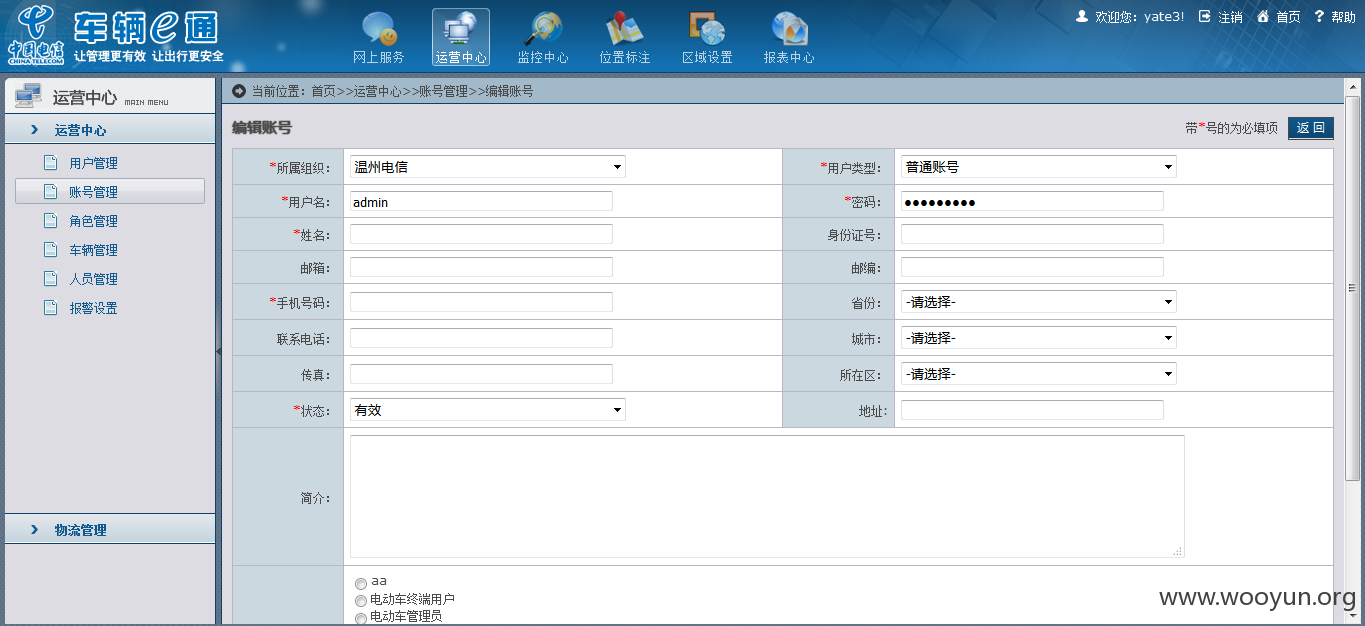 中国电信
CHINA TELECOM
车辆e通
让管理更有效 让出行更安全
网上服务
运营中心
监控中心
位置标注
区域设置
报表中心
欢迎您：yate3!
注销
首页
? 帮助
运营中心 MAIN MENU
运营中心
用户管理
账号管理
角色管理
车辆管理
人员管理
报警设置
物流管理
当前位置：首页>>运营中心>>账号管理>>编辑账号
编辑账号
带*号的为必填项
返 回
*所属组织：
温州电信
*用户类型：
普通账号
*用户名：
admin
*密码：
●●●●●●●●●
*姓名：
身份证号：
邮箱：
邮编：
*手机号码：
省份：
-请选择-
联系电话：
城市：
-请选择-
传真：
所在区：
-请选择-
*状态：
有效
地址:
简介：
aa
电动车终端用户
电动车管理员
www.wooyun.org